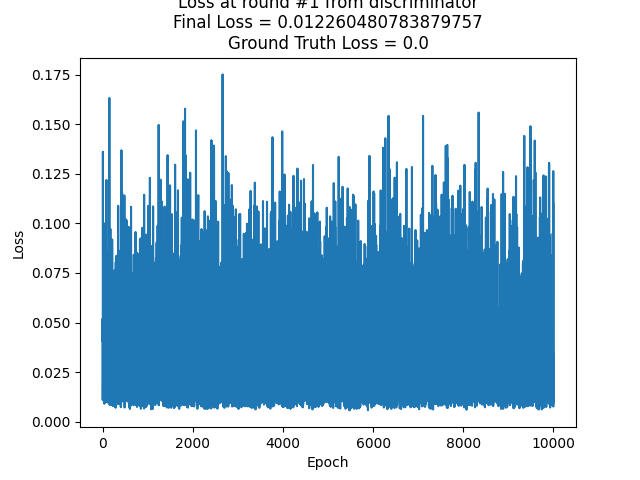 Loss at round #1 from discriminator
Final Loss = 0.012260480783879757
Ground Truth Loss = 0.0
0.175
0.150
0.125
0.100
0.075
0.050
0.025
0.000
Loss
0 2000 4000 6000 8000 10000
Epoch